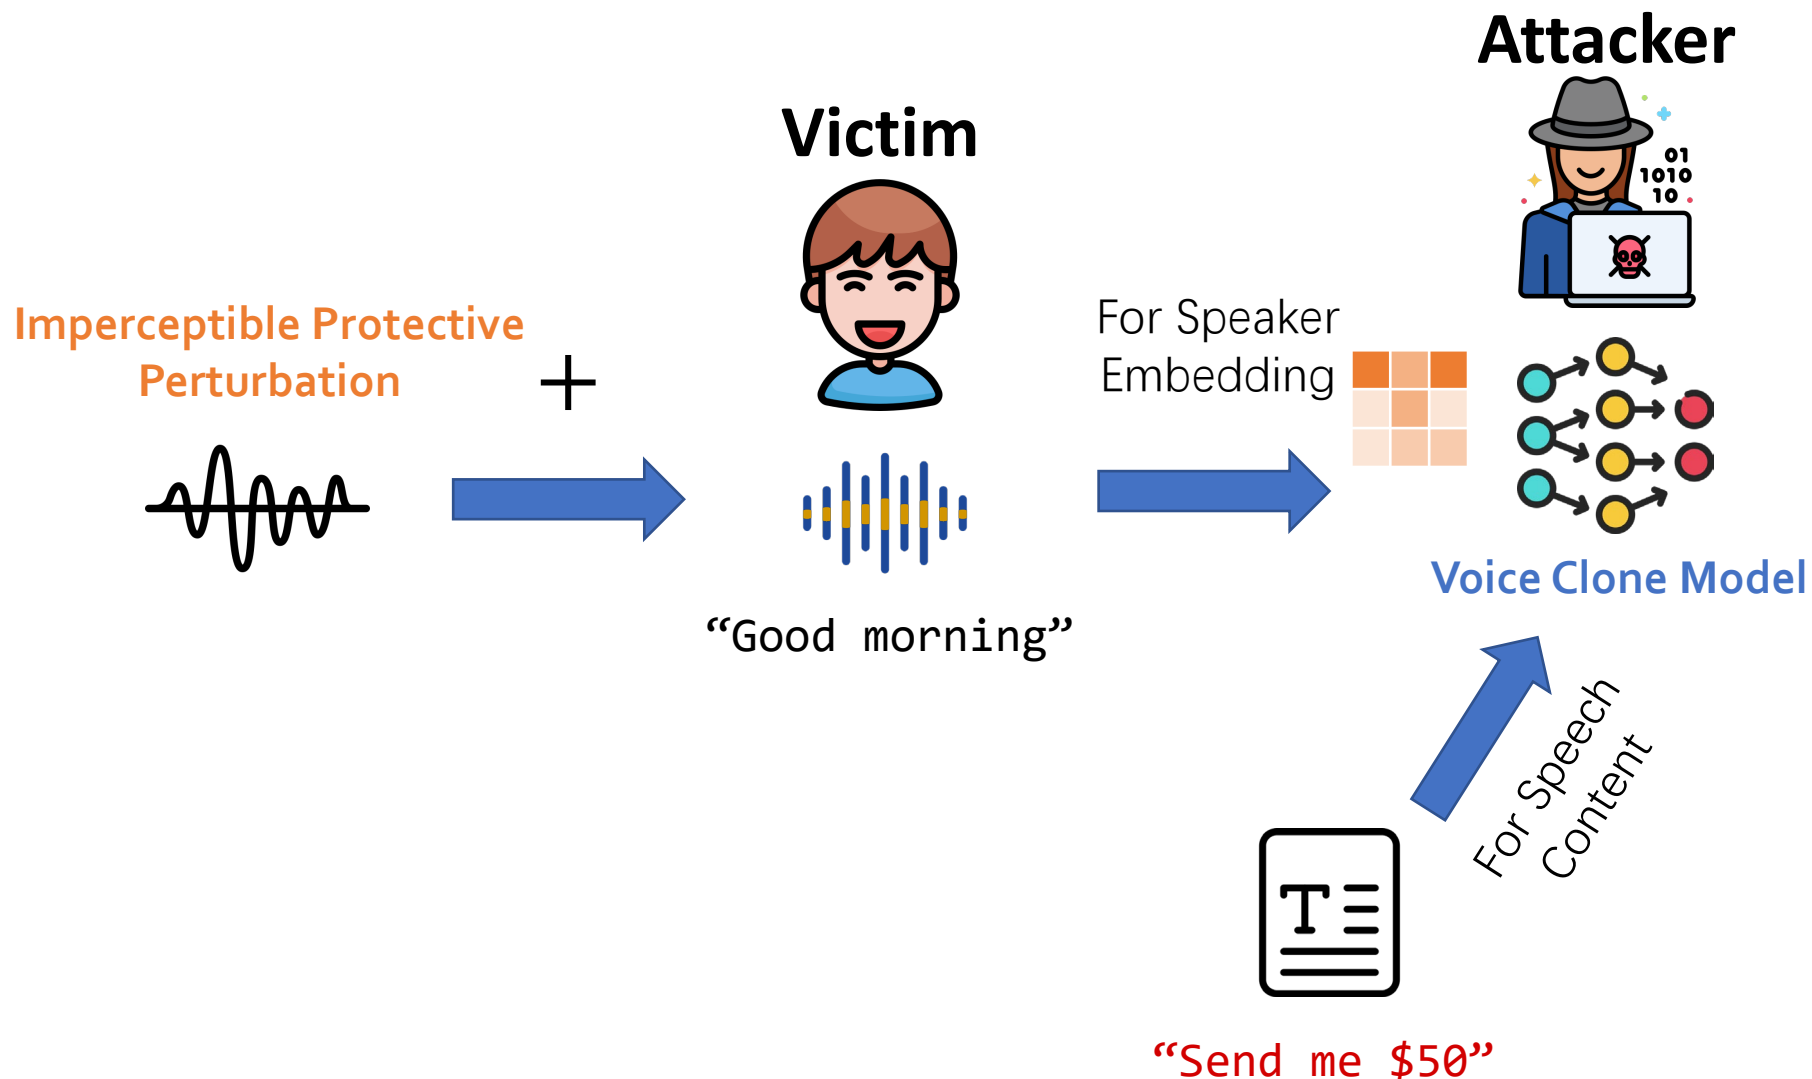 Attacker
Victim
01
1010
10
Imperceptible Protective
Perturbation
+
For Speaker
Embedding
Voice Clone Model
“Good morning”
For Speech
Content
T
“Send me $50”